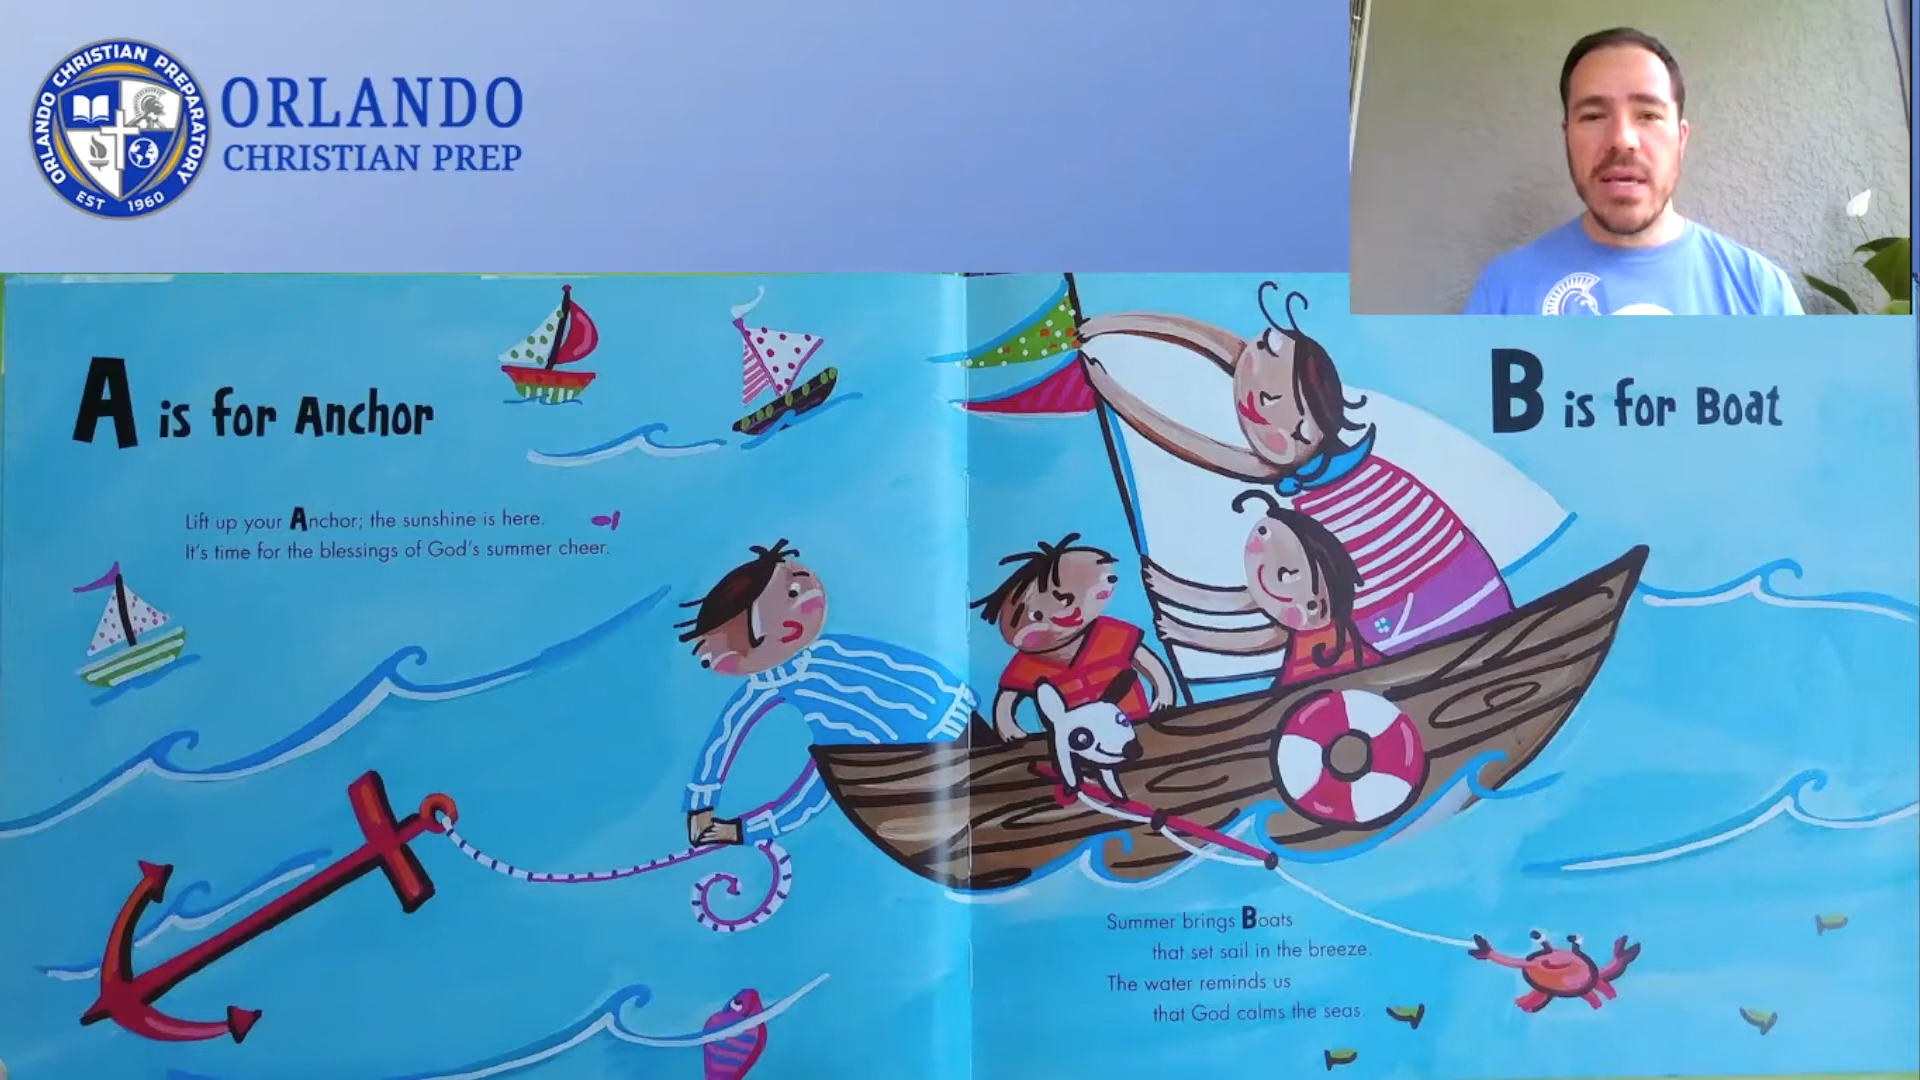 ORLANDO CHRISTIAN PREPARATORY
EST 1960
ORLANDO
CHRISTIAN PREP
A is for Anchor
Lift up your Anchor; the sunshine is here.
It's time for the blessings of God's summer cheer.
B is for Boat
Summer brings Boats
that set sail in the breeze.
The water reminds us
that God calms the seas.